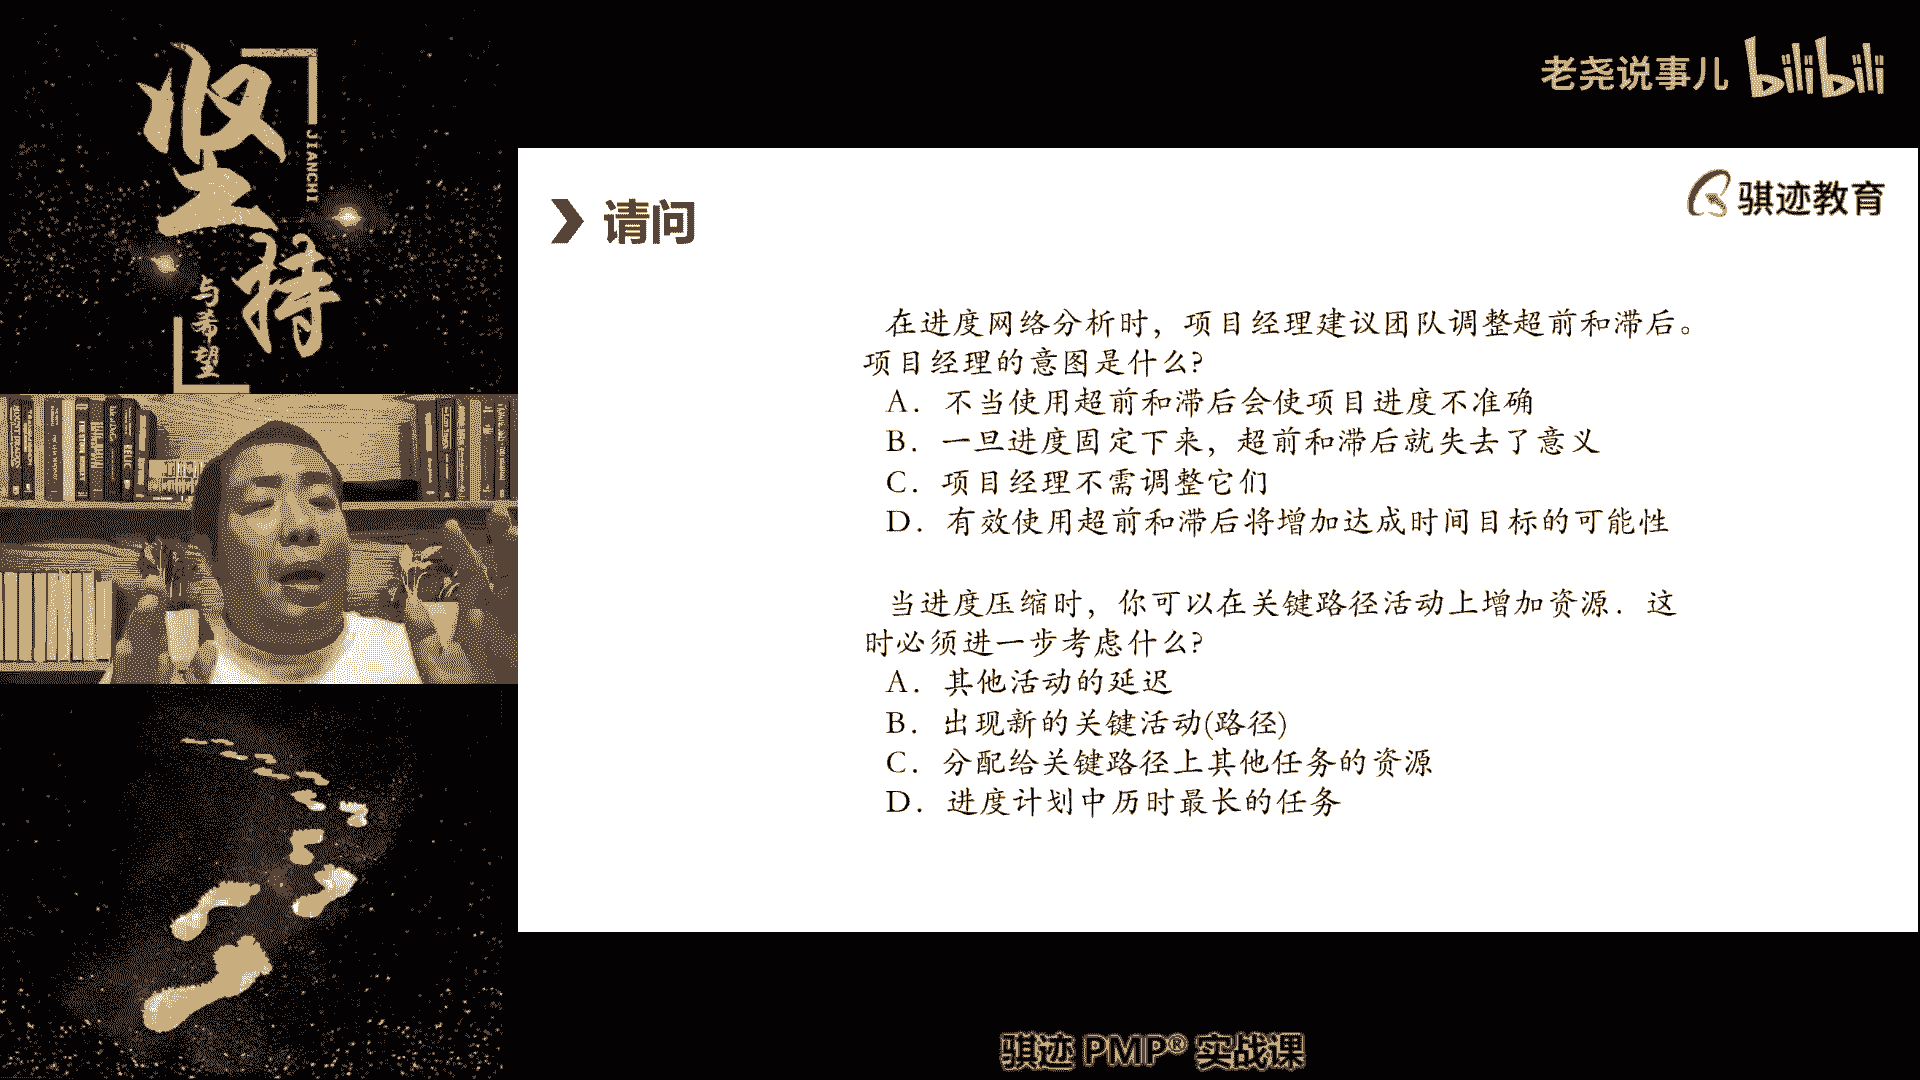 坚持
JIANCHI
与希望
老尧说事儿 bilibili
骐迹教育
请问
在进度网络分析时，项目经理建议团队调整超前和滞后。
项目经理的意图是什么?
A. 不当使用超前和滞后会使项目进度不准确
B. 一旦进度固定下来，超前和滞后就失去了意义
C. 项目经理不需调整它们
D. 有效使用超前和滞后将增加达成时间目标的可能性
当进度压缩时，你可以在关键路径活动上增加资源. 这
时必须进一步考虑什么?
A. 其他活动的延迟
B. 出现新的关键活动(路径)
C. 分配给关键路径上其他任务的资源
D. 进度计划中历时最长的任务
骐迹 PMP® 实战课